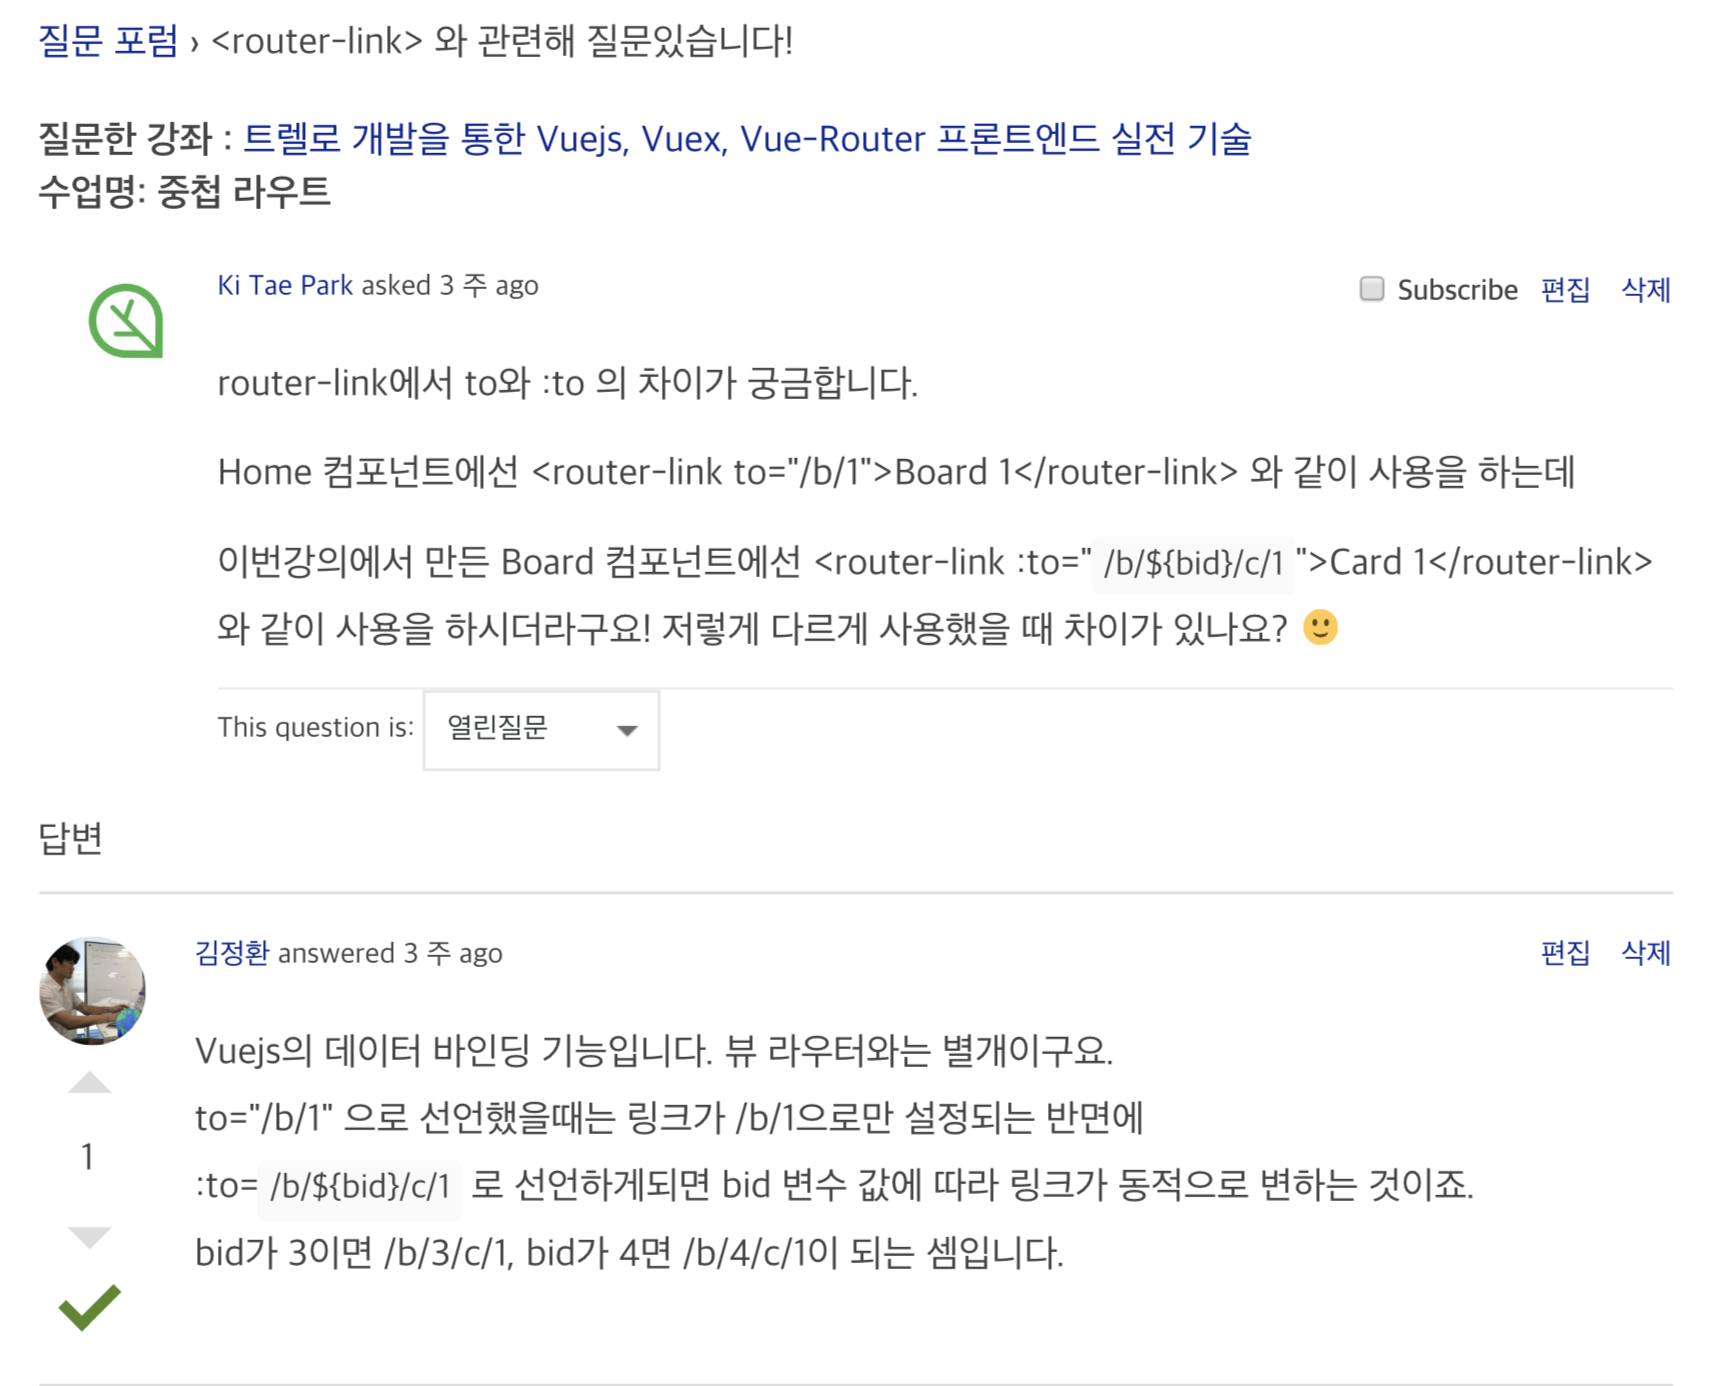 질문 포럼 › <router-link> 와 관련해 질문있습니다!
질문한 강좌 : 트렐로 개발을 통한 Vuejs, Vuex, Vue-Router 프론트엔드 실전 기술
수업명: 중첩 라우트
Ki Tae Park asked 3 주 ago
Subscribe 편집 삭제
router-link에서 to와 :to 의 차이가 궁금합니다.
Home 컴포넌트에선 <router-link to="/b/1">Board 1</router-link> 와 같이 사용을 하는데
이번강의에서 만든 Board 컴포넌트에선 <router-link :to=" /b/${bid}/c/1 ">Card 1</router-link>
와 같이 사용을 하시더라구요! 저렇게 다르게 사용했을 때 차이가 있나요? 🙂
This question is: 열린질문
답변
김정환 answered 3 주 ago
편집 삭제
Vuejs의 데이터 바인딩 기능입니다. 뷰 라우터와는 별개이구요.
to="/b/1" 으로 선언했을때는 링크가 /b/1으로만 설정되는 반면에
:to= /b/${bid}/c/1 로 선언하게되면 bid 변수 값에 따라 링크가 동적으로 변하는 것이죠.
bid가 3이면 /b/3/c/1, bid가 4면 /b/4/c/1이 되는 셈입니다.
1